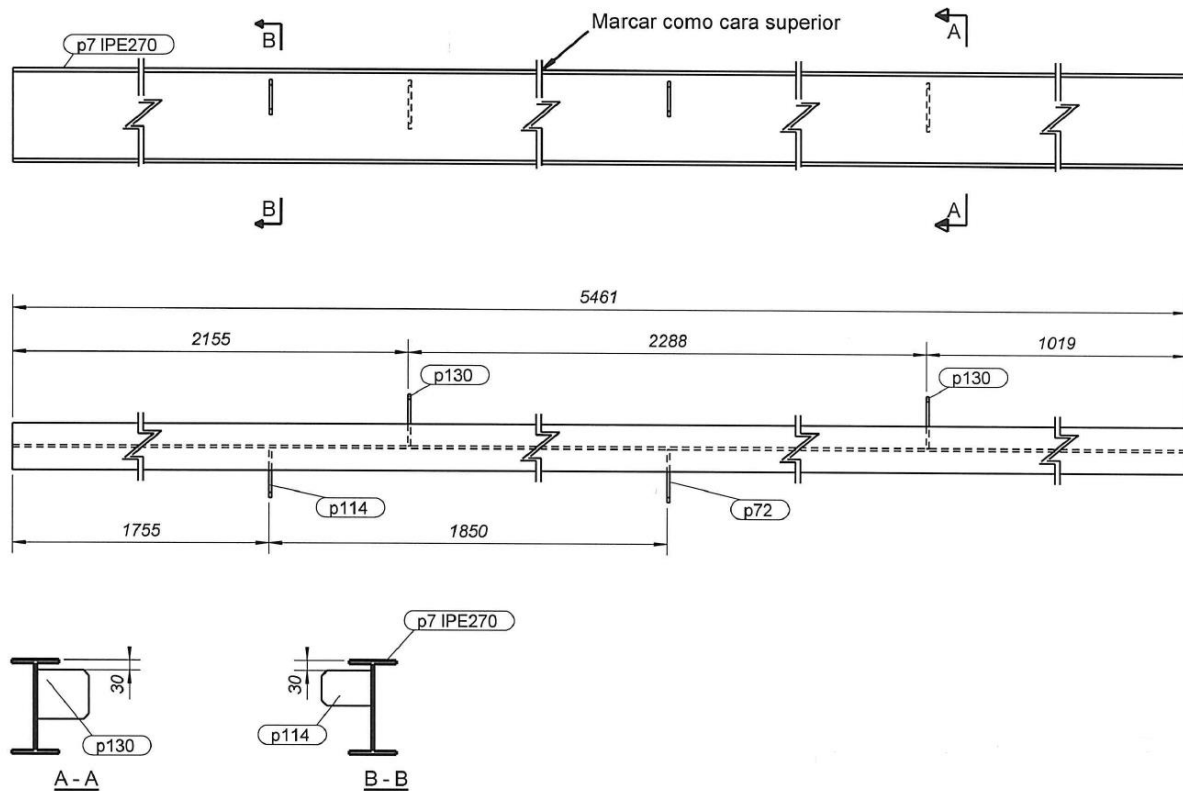 B
Marcar como cara superior
A
p7 IPE270
B
A
5461
2155
2288
1019
p130
p130
p114
p72
1755
1850
p7 IPE270
30
30
p114
p130
A - A
B - B